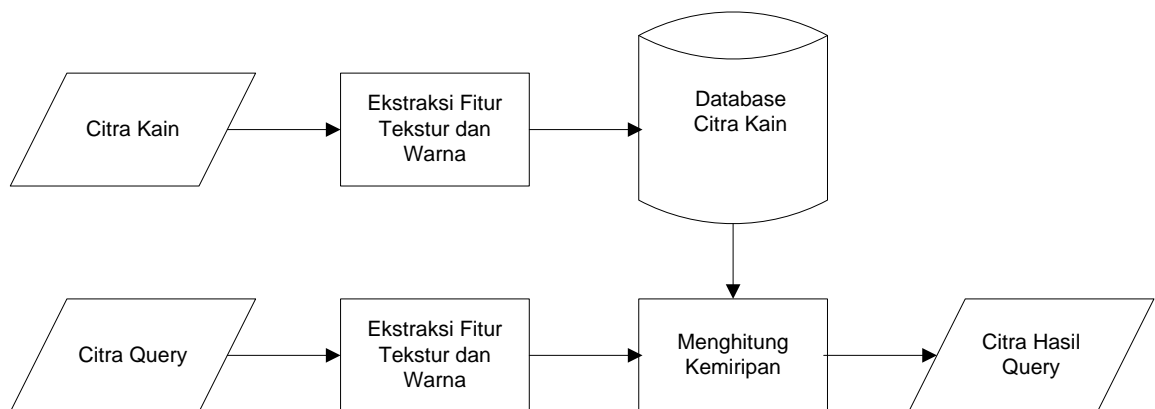 Citra Kain
Ekstraksi Fitur
Tekstur dan
Warna
Database
Citra Kain
Citra Query
Ekstraksi Fitur
Tekstur dan
Warna
Menghitung
Kemiripan
Citra Hasil
Query